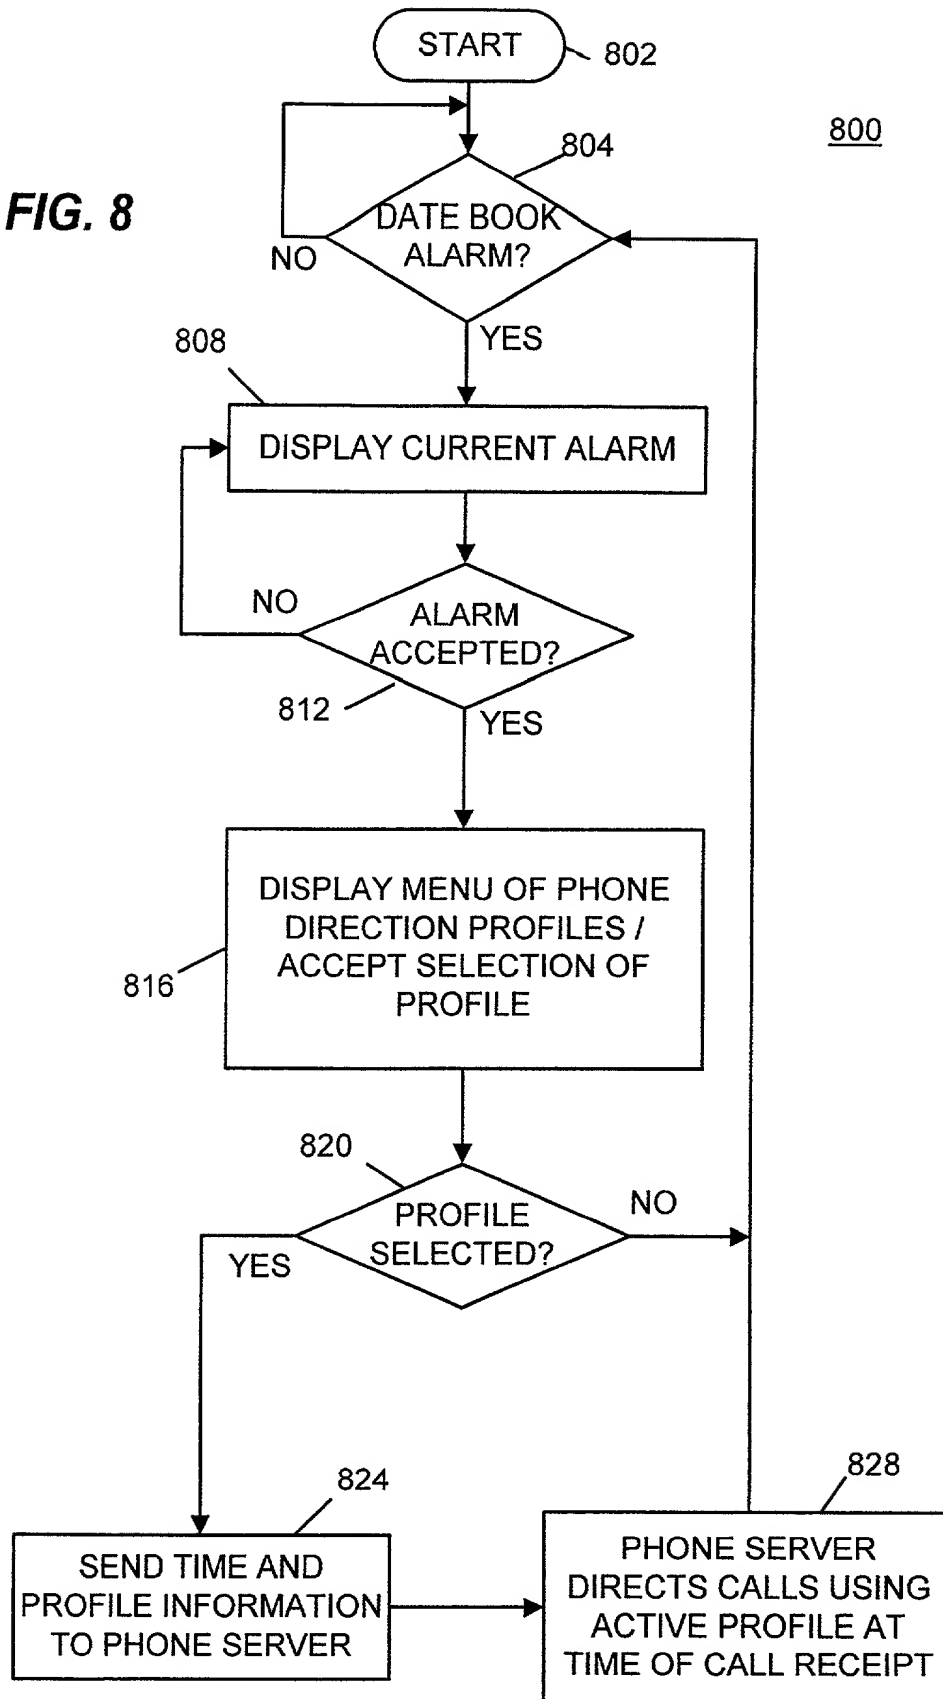 START
802
800
804
FIG. 8
DATE BOOK
ALARM?
NO
YES
808
DISPLAY CURRENT ALARM
NO
ALARM
ACCEPTED?
812
YES
DISPLAY MENU OF PHONE
DIRECTION PROFILES /
ACCEPT SELECTION OF
PROFILE
816
820
PROFILE
SELECTED?
NO
YES
824
828
SEND TIME AND
PROFILE INFORMATION
TO PHONE SERVER
PHONE SERVER
DIRECTS CALLS USING
ACTIVE PROFILE AT
TIME OF CALL RECEIPT